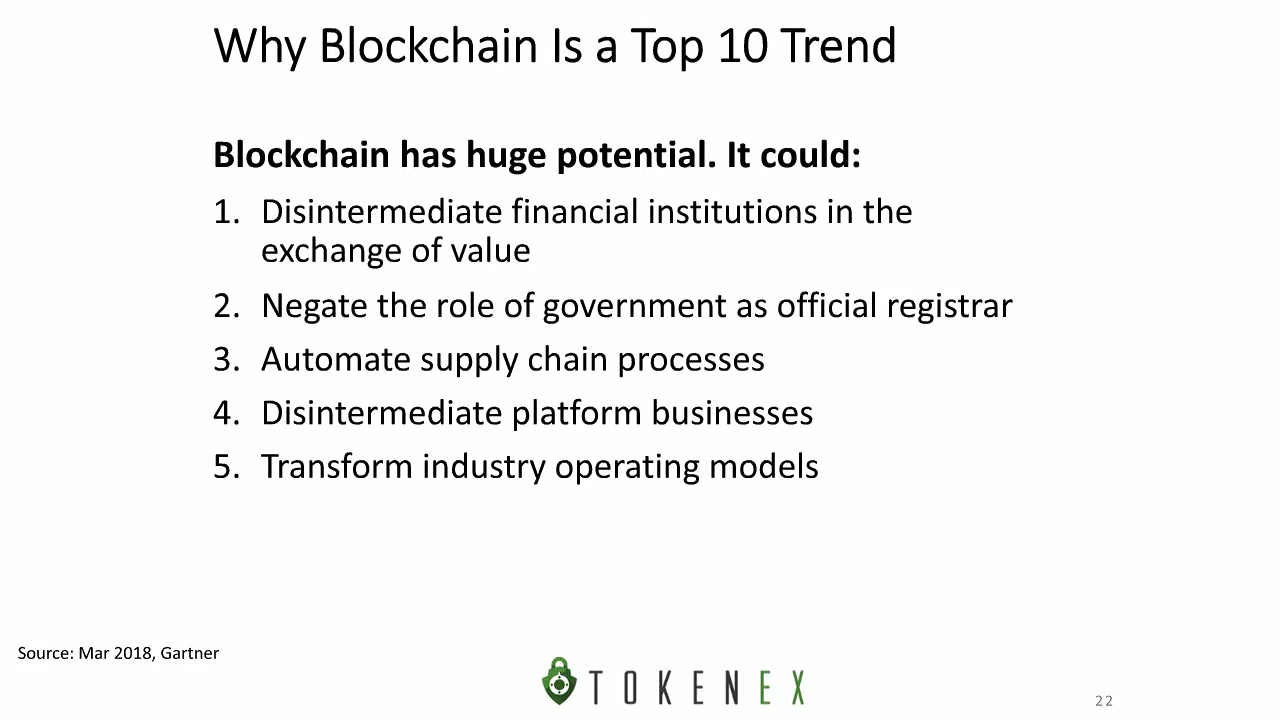 Why Blockchain Is a Top 10 Trend
Blockchain has huge potential. It could:
1. Disintermediate financial institutions in the
exchange of value
2. Negate the role of government as official registrar
3. Automate supply chain processes
4. Disintermediate platform businesses
5. Transform industry operating models
Source: Mar 2018, Gartner
TOKENEX
22